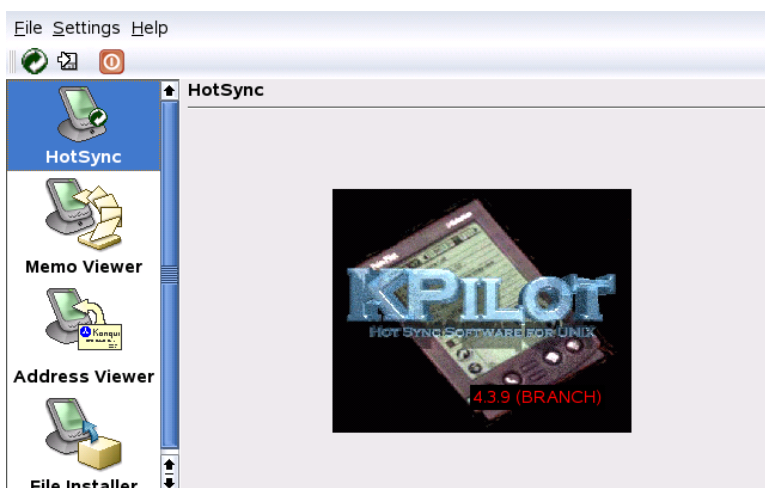 File Settings Help
HotSync
HotSync
Memo Viewer
Konqu
Address Viewer
File Installer
KPILOT
HOT SYNC SOFTWARE FOR UNIX
4.3.9 (BRANCH)